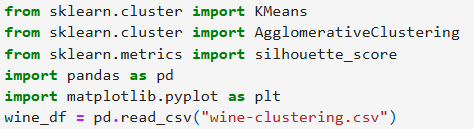 from sklearn.cluster import KMeans
from sklearn.cluster import AgglomerativeClustering
from sklearn.metrics import silhouette_score
import pandas as pd
import matplotlib.pyplot as plt
wine_df = pd.read_csv("wine-clustering.csv")